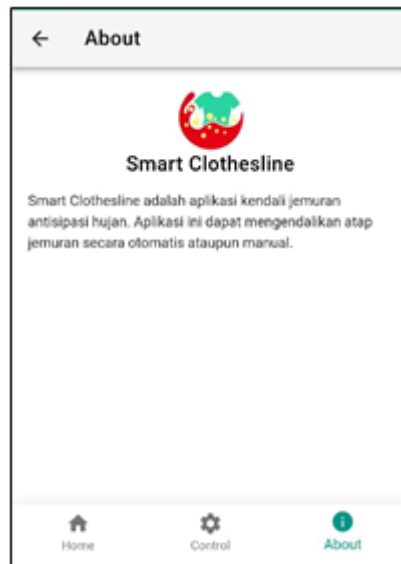 About
Smart Clothesline
Smart Clothesline adalah aplikasi kendali jemuran
antisipasi hujan. Aplikasi ini dapat mengendalikan atap
jemuran secara otomatis ataupun manual.
Home
Control
About